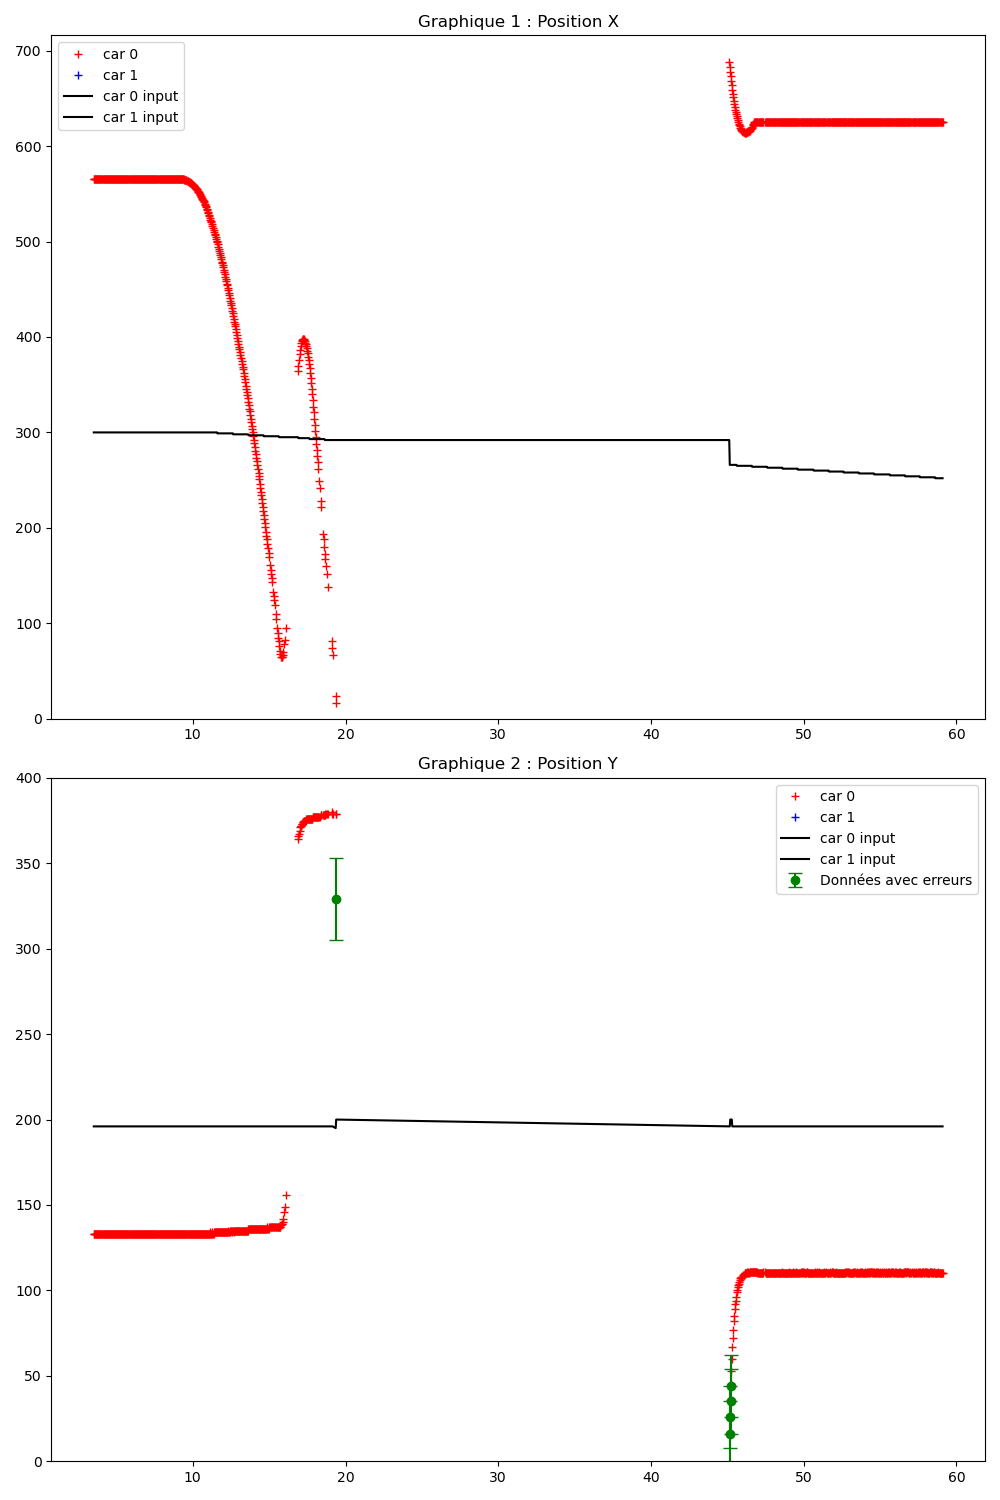 Graphique 1 : Position X
700
600
500
400
300
200
100
0
car 0
car 1
car 0 input
car 1 input
10 20 30 40 50 60
Graphique 2 : Position Y
400
350
300
250
200
150
100
50
0
car 0
car 1
car 0 input
car 1 input
Données avec erreurs
10 20 30 40 50 60